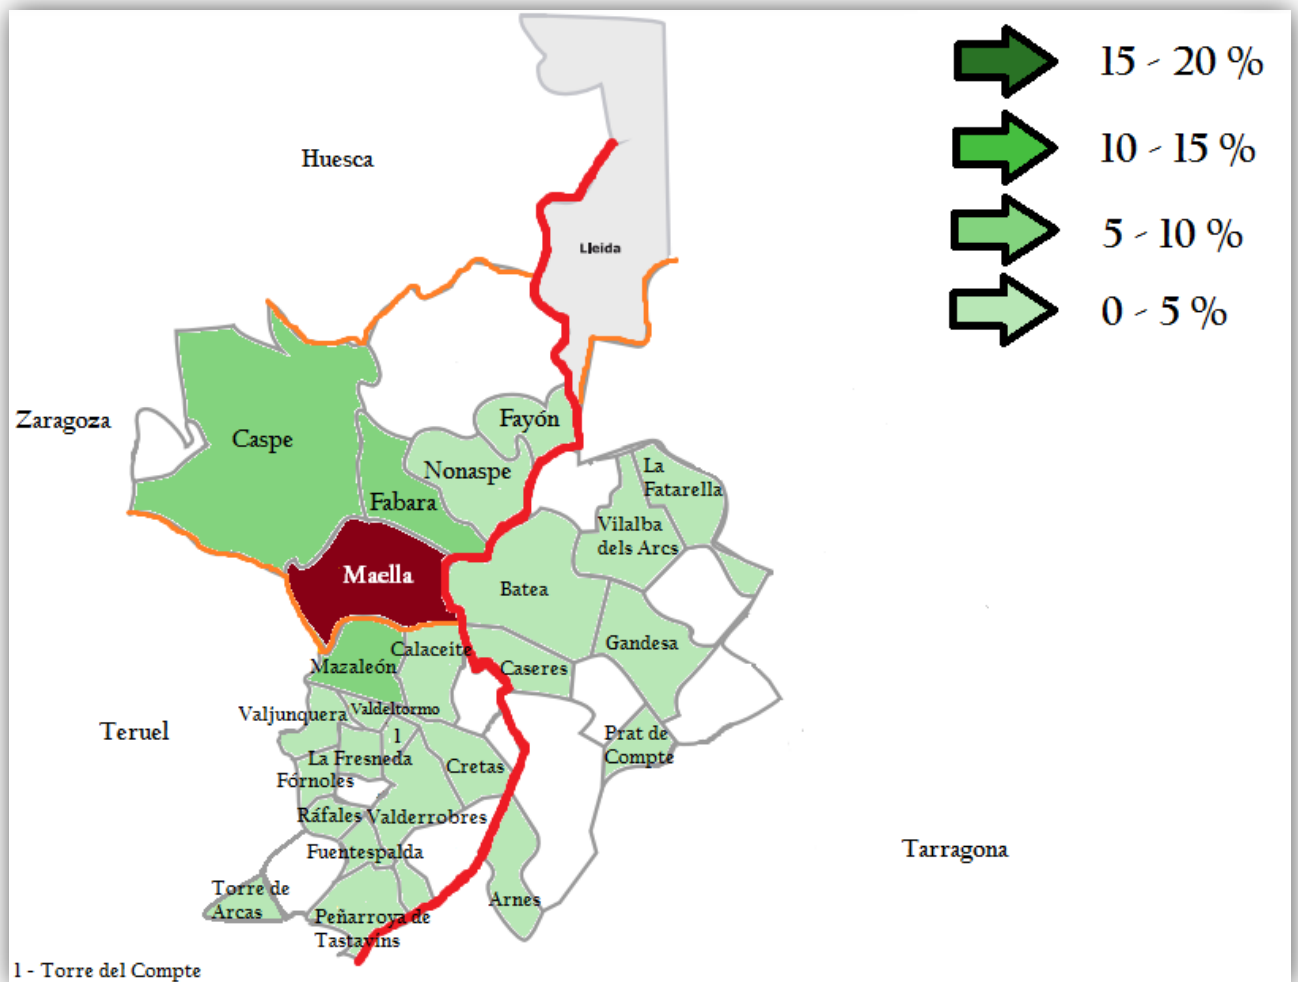 15 - 20 %
10 - 15 %
5 - 10 %
0 - 5 %
Huesca
Lleida
Zaragoza
Caspe
Fayón
Nonaspe
Fabara
La
Fatarella
Vilalba
dels Arcs
Maella
Batea
Gandesa
Calaceite
Mazaleón
Caseres
Valjunquera
Valdeltormo
Teruel
1
La Fresneda
Cretas
Prat de
Compte
Fórnoles
Ráfales
Valderrobres
Fuentespalda
Tarragona
Torre de
Arcas
Arnes
Peñarroya de
Tastavíns
1 - Torre del Compte